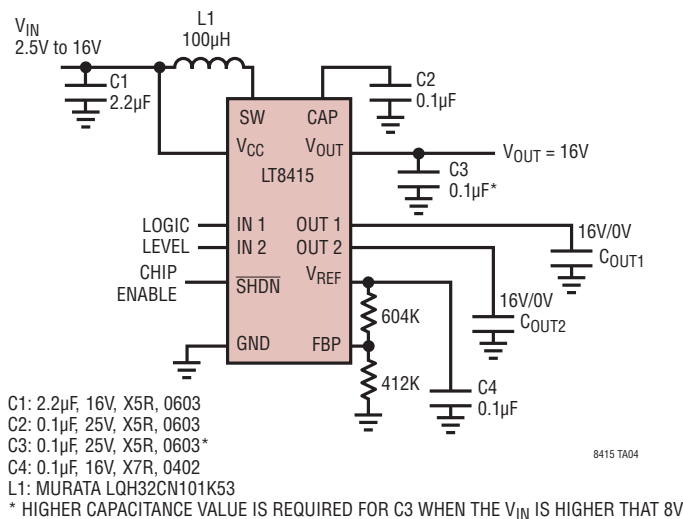 VIN
2.5V to 16V
L1
100µH
C1
2.2µF
C2
0.1µF
SW
CAP
VCC
VOUT
LT8415
VOUT = 16V
C3
0.1µF*
LOGIC
LEVEL
IN 1
IN 2
OUT 1
OUT 2
16V/0V
COUT1
CHIP
ENABLE
SHDN
VREF
16V/0V
COUT2
604K
GND
FBP
412K
C4
0.1µF
C1: 2.2µF, 16V, X5R, 0603
C2: 0.1µF, 25V, X5R, 0603
C3: 0.1µF, 25V, X5R, 0603*
C4: 0.1µF, 16V, X7R, 0402
L1: MURATA LQH32CN101K53
* HIGHER CAPACITANCE VALUE IS REQUIRED FOR C3 WHEN THE VIN IS HIGHER THAT 8V
8415 TA04